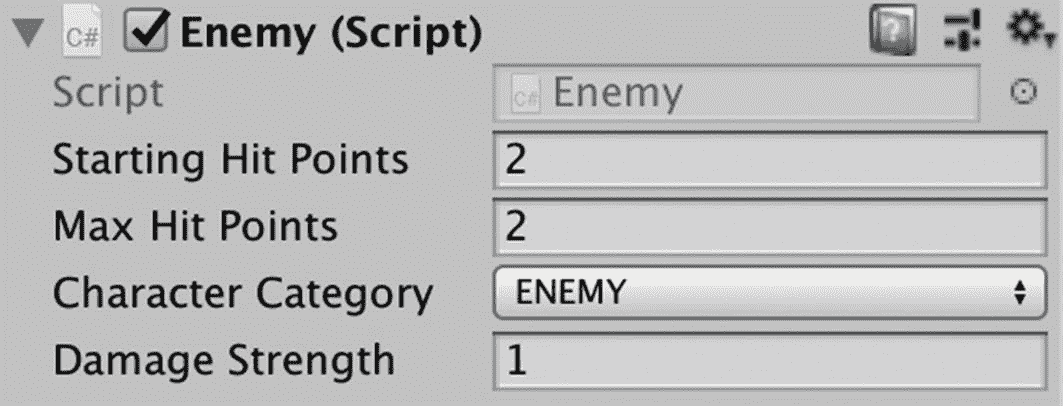 C# Enemy (Script) ?
Script C# Enemy
Starting Hit Points 2
Max Hit Points 2
Character Category ENEMY
Damage Strength 1